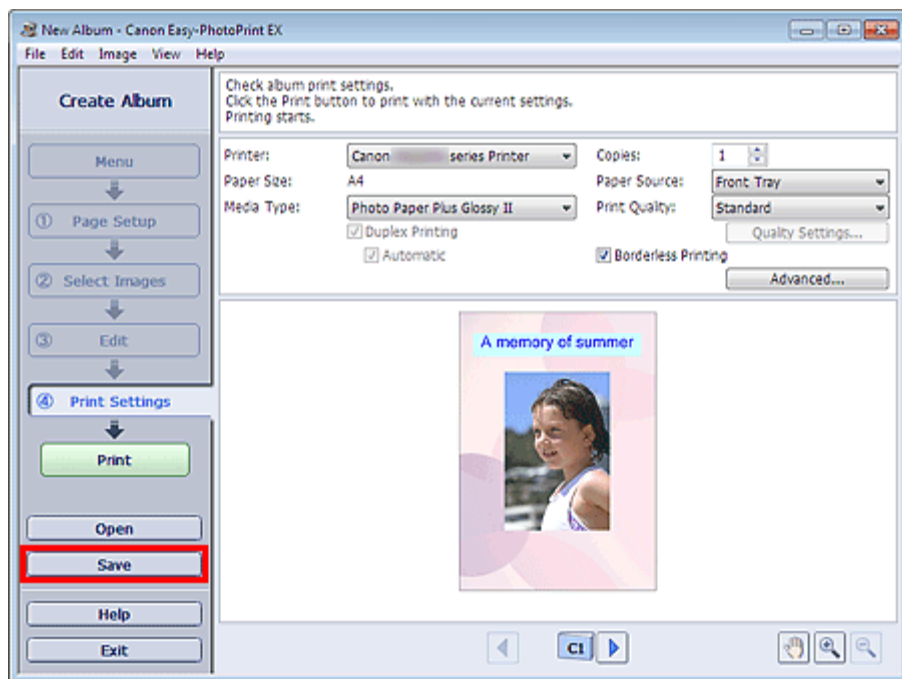 New Album - Canon Easy-PhotoPrint EX
File Edit Image View Help
Create Album
Menu
① Page Setup
② Select Images
③ Edit
④ Print Settings
Print
Open
Save
Help
Exit
Check album print settings.
Click the Print button to print with the current settings.
Printing starts.
Printer: Canon series Printer Copies: 1
Paper Size: A4 Paper Source: Front Tray
Media Type: Photo Paper Plus Glossy II Print Quality: Standard
Duplex Printing Quality Settings...
Automatic Borderless Printing
Advanced...
A memory of summer
C1